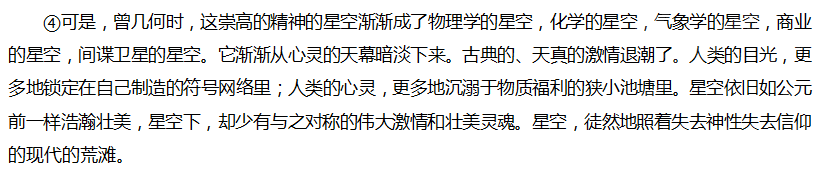 ④可是，曾几何时，这崇高的精神的星空渐渐成了物理学的星空，化学的星空，气象学的星空，商业
的星空，间谍卫星的星空。它渐渐从心灵的天幕暗淡下来。古典的、天真的激情退潮了。人类的目光，更
多地锁定在自己制造的符号网络里；人类的心灵，更多地沉溺于物质福利的狭小池塘里。星空依旧如公元
前一样浩瀚壮美，星空下，却少有与之对称的伟大激情和壮美灵魂。星空，徒然地照着失去神性失去信仰
的现代的荒滩。